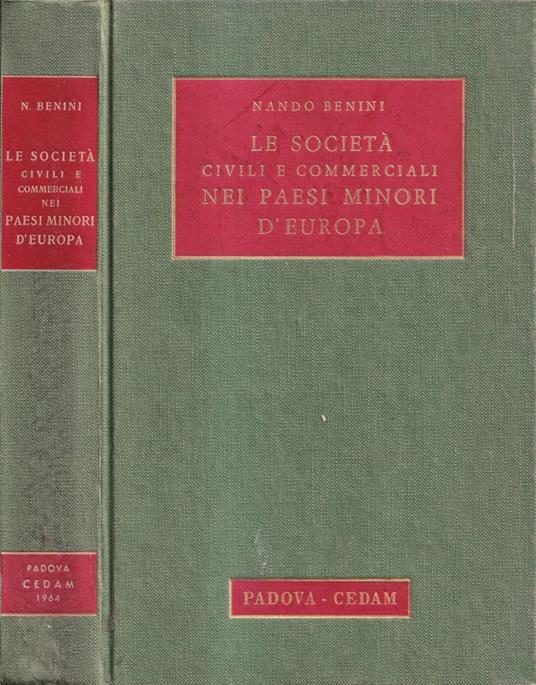 N. BENINI
LE SOCIETÀ
CIVILI E
COMMERCIALI
NEI
PAESI MINORI
D'EUROPA
PADOVA
CEDAM
1964
NANDO BENINI
LE SOCIETÀ
CIVILI E COMMERCIALI
NEI PAESI MINORI
D'EUROPA
PADOVA - CEDAM